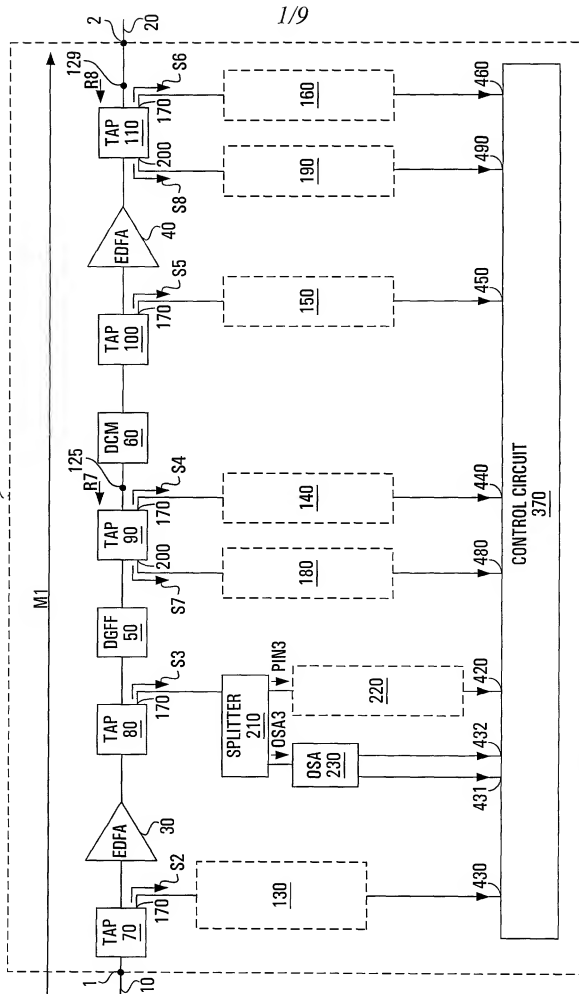 1/9
M1
1
10
TAP
70
170
S2
130
430
EDFA
30
TAP
80
170
S3
SPLITTER
210
OSA3
PIN3
OSA
230
220
431
432
420
DGFF
50
TAP
90
R7
125
200
170
S7
S4
180
140
480
440
DCM
60
TAP
100
170
S5
150
450
EDFA
40
TAP
110
R8
129
200
170
S8
S6
190
160
490
460
2
20
CONTROL CIRCUIT
370